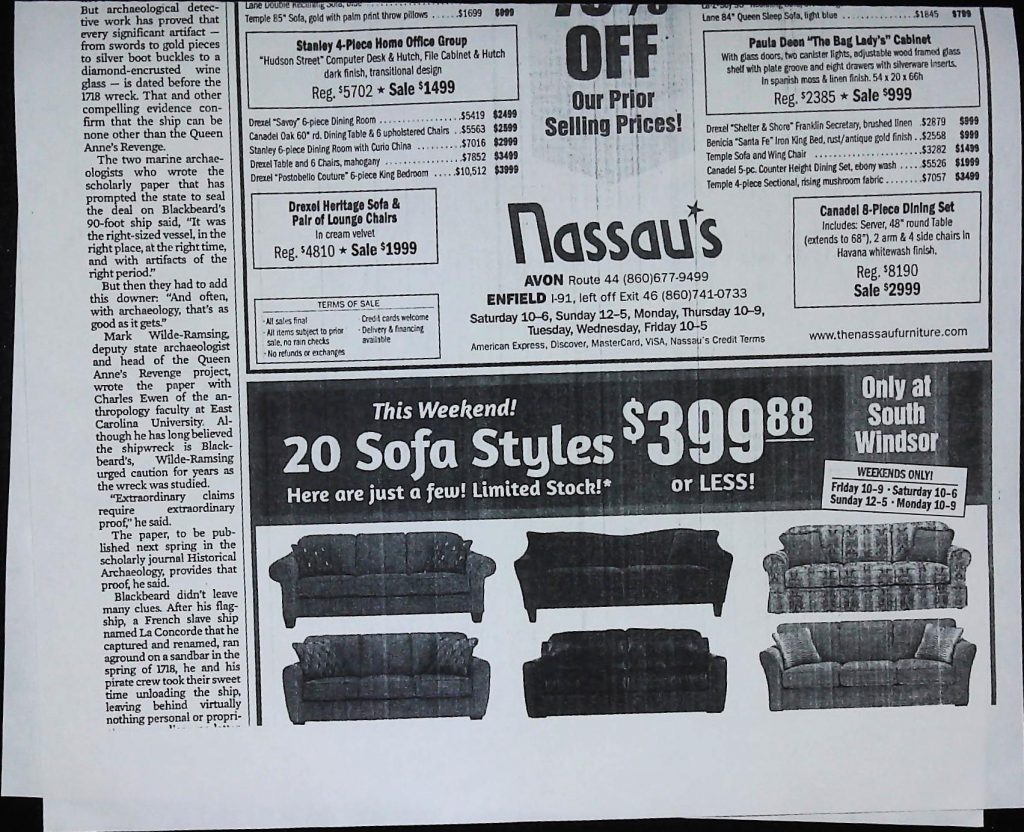 But archaeological detec-
tive work has proved that
every significant artifact —
from swords to gold pieces
to silver boot buckles to a
diamond-encrusted wine
glass — is dated before the
1718 wreck. That and other
compelling evidence con-
firm that the ship can be
none other than the Queen
Anne's Revenge.
The two marine archae-
ologists who wrote the
scholarly paper that has
prompted the state to seal
the deal on Blackbeard's
90-foot ship said, "It was
the right-sized vessel, in the
right place, at the right time,
and with artifacts of the
right period."
But then they had to add
this downer: "And often,
with archaeology, that's as
good as it gets."
Mark Wilde-Ramsing,
deputy state archaeologist
and head of the Queen
Anne's Revenge project,
wrote the paper with
Charles Ewen of the an-
thropology faculty at East
Carolina University. Al-
though he has long believed
the shipwreck is Black-
beard's, Wilde-Ramsing
urged caution for years as
the wreck was studied.
"Extraordinary claims
require extraordinary
proof," he said.
The paper, to be pub-
lished next spring in the
scholarly journal Historical
Archaeology, provides that
proof, he said.
Blackbeard didn't leave
many clues. After his flag-
ship, a French slave ship
named La Concorde that he
captured and renamed, ran
aground on a sandbar in the
spring of 1718, he and his
pirate crew took their sweet
time unloading the ship,
leaving behind virtually
nothing personal or propri-
Temple 85" Sofa, gold with palm print throw pillows .....$1699 $999
Stanley 4-Piece Home Office Group
"Hudson Street" Computer Desk & Hutch, File Cabinet & Hutch
dark finish, transitional design
Reg. $5702 ★ Sale $1499
Drexel "Savoy" 6-piece Dining Room ...............$5419 $2499
Canadel Oak 60" rd. Dining Table & 6 upholstered Chairs ..$5563 $2599
Stanley 6-piece Dining Room with Curio China .........$7016 $2999
Drexel Table and 6 Chairs, mahogany ...............$7852 $3499
Drexel "Postobello Couture" 6-piece King Bedroom .....$10,512 $3999
Drexel Heritage Sofa &
Pair of Lounge Chairs
In cream velvet
Reg. $4810 ★ Sale $1999
TERMS OF SALE
· All sales final
· All items subject to prior
sale, no rain checks
· No refunds or exchanges
· Credit cards welcome
· Delivery & financing
available
OFF
Our Prior
Selling Prices!
Nassau's
AVON Route 44 (860)677-9499
ENFIELD I-91, left off Exit 46 (860)741-0733
Saturday 10–6, Sunday 12–5, Monday, Thursday 10–9,
Tuesday, Wednesday, Friday 10–5
American Express, Discover, MasterCard, VISA, Nassau's Credit Terms
Lane 84" Queen Sleep Sofa, light blue ..............$1845 $799
Paula Deen "The Bag Lady's" Cabinet
With glass doors, two canister lights, adjustable wood framed glass
shelf with plate groove and eight drawers with silverware inserts.
In spanish moss & linen finish. 54 x 20 x 66h
Reg. $2385 ★ Sale $999
Drexel "Shelter & Shore" Franklin Secretary, brushed linen .$2879 $999
Benicia "Santa Fe" Iron King Bed, rust/antique gold finish ..$2558 $999
Temple Sofa and Wing Chair .....................$3282 $1499
Canadel 5-pc. Counter Height Dining Set, ebony wash .....$5526 $1999
Temple 4-piece Sectional, rising mushroom fabric ........$7057 $3499
Canadel 8-Piece Dining Set
Includes: Server, 48" round Table
(extends to 68"), 2 arm & 4 side chairs in
Havana whitewash finish.
Reg. $8190
Sale $2999
www.thenassaufurniture.com
This Weekend!
20 Sofa Styles $399 88
Here are just a few! Limited Stock!* or LESS!
Only at
South
Windsor
WEEKENDS ONLY!
Friday 10–9 · Saturday 10–6
Sunday 12–5 · Monday 10–9